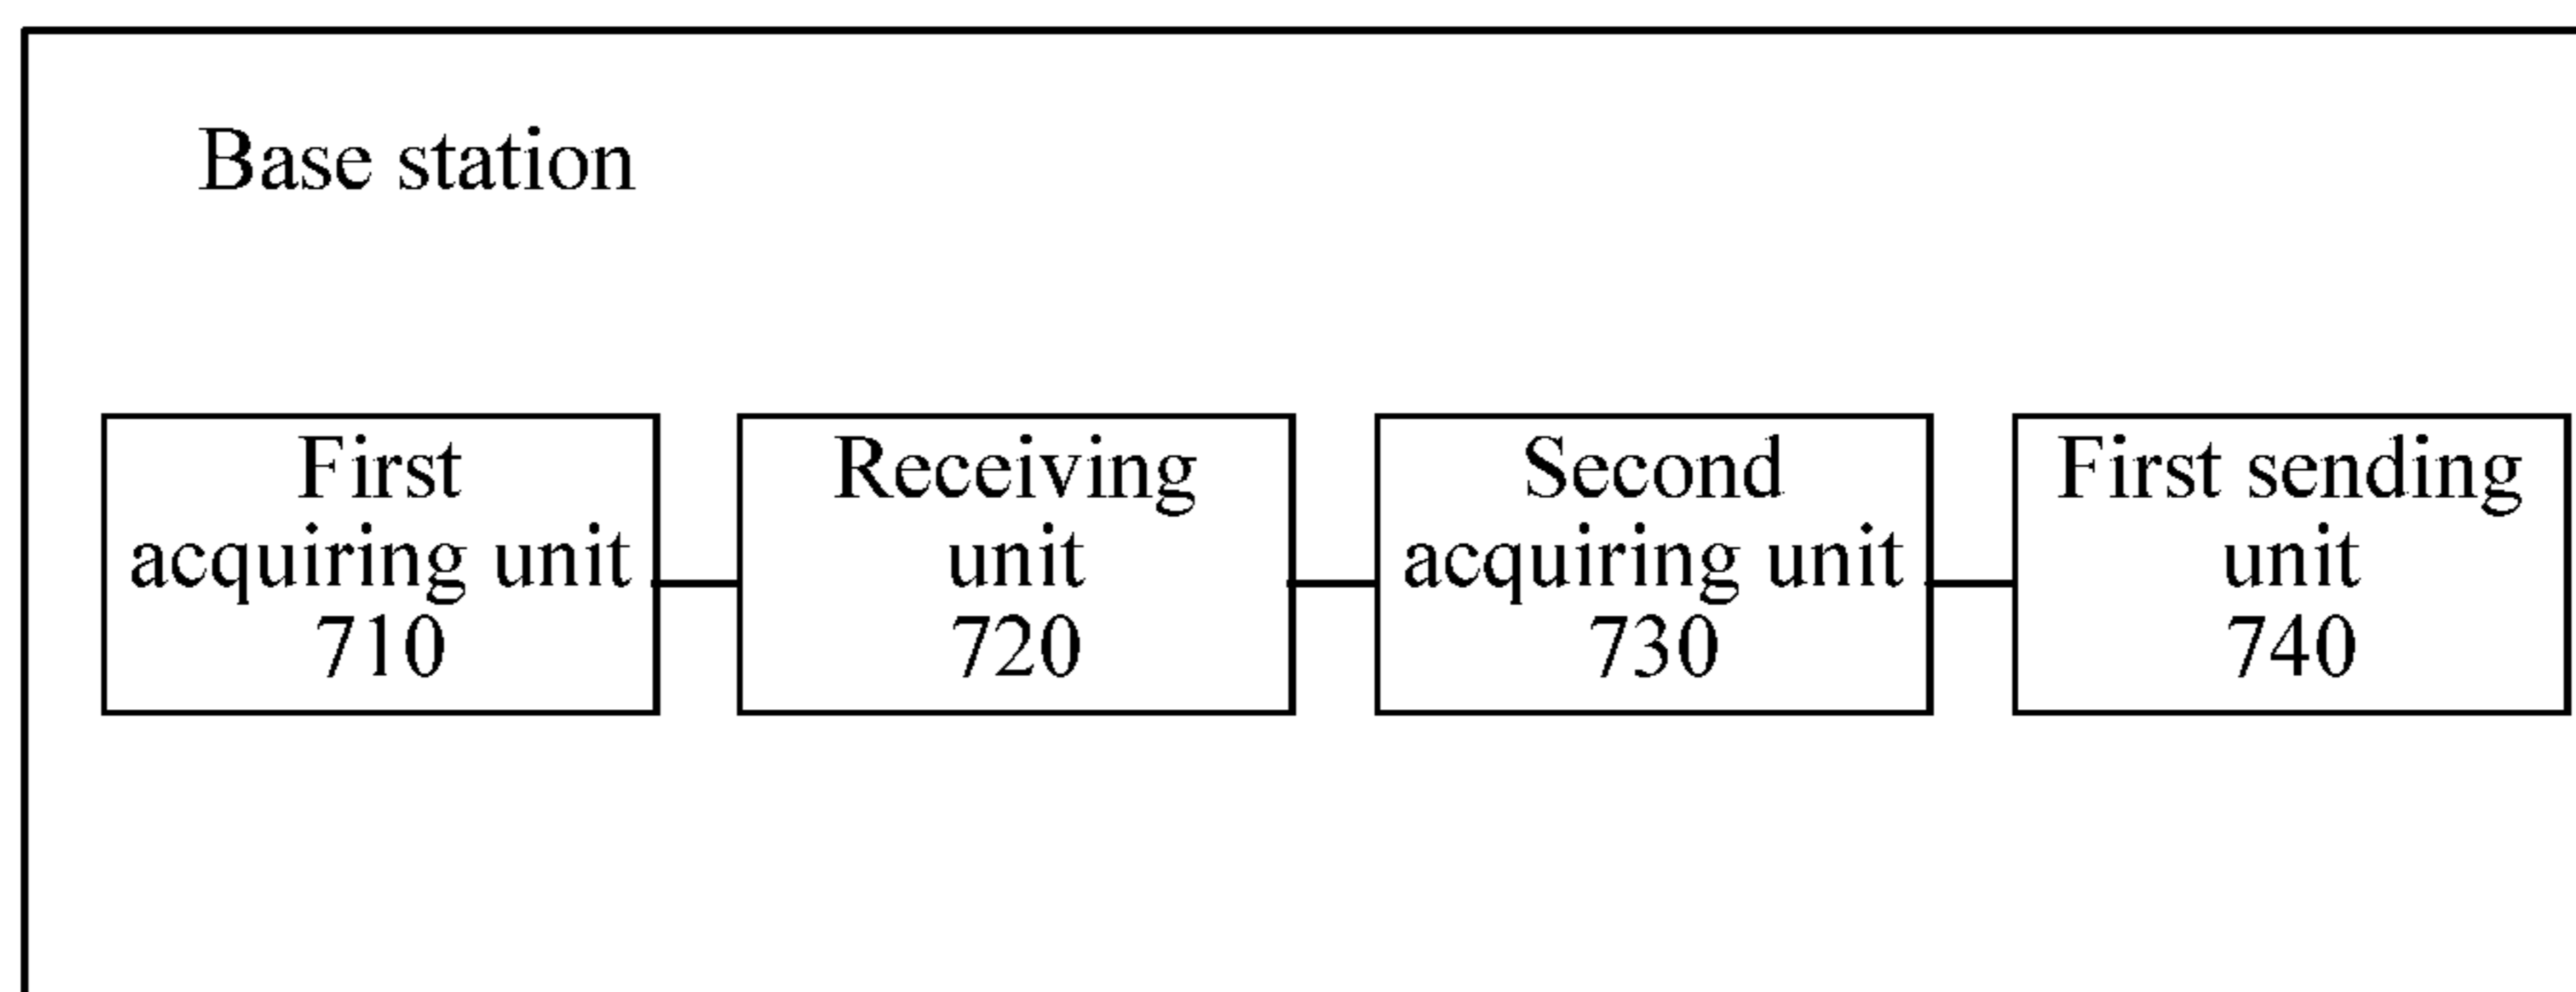 Base station
First
acquiring unit
710
Receiving
unit
720
Second
acquiring unit
730
First sending
unit
740